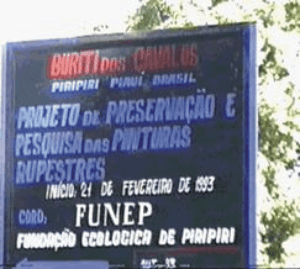 BURITI DOS CAVALOS
PIRIPIRI PIAUÍ BRASIL
PROJETO DE PRESERVAÇÃO E
PESQUISA DAS PINTURAS
RUPESTRES
INÍCIO: 21 DE FEVEREIRO DE 1993
CORD: FUNEP
FUNDAÇÃO ECOLOGICA DE PIRIPIRI